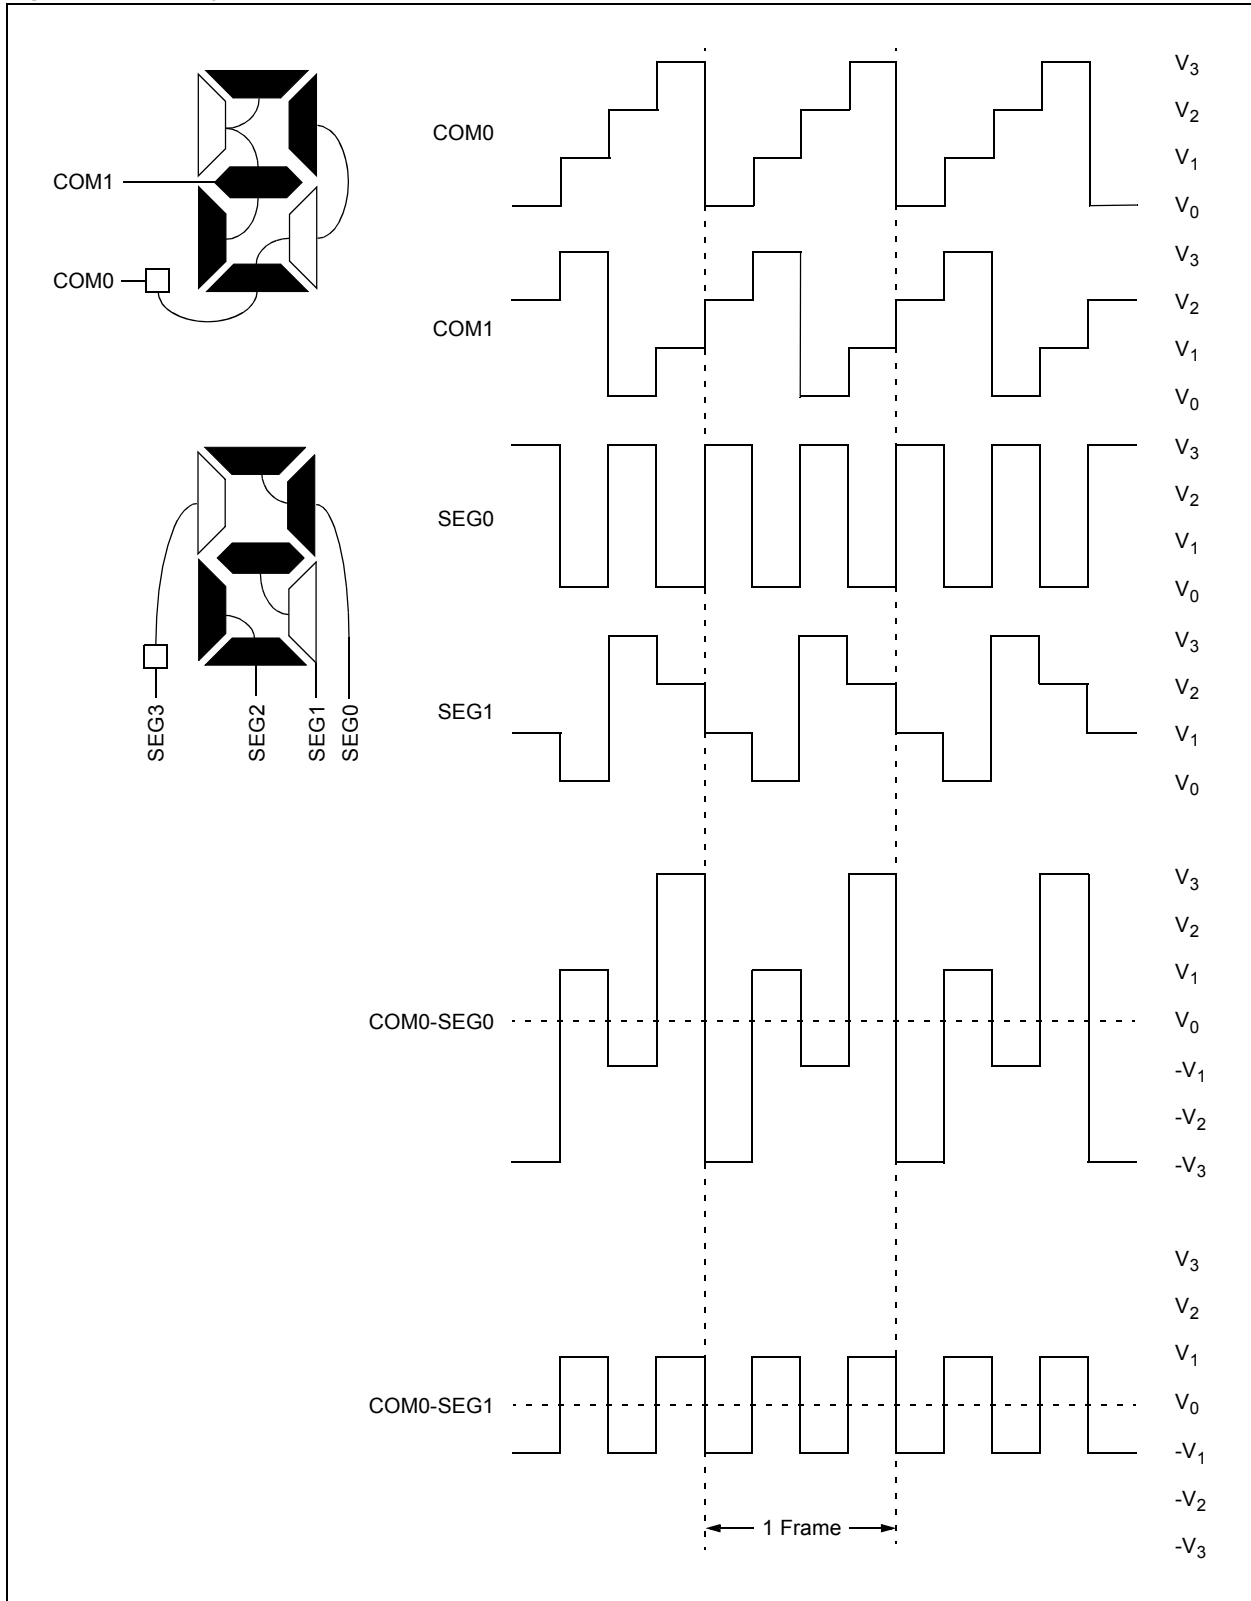 COM1
COM0
SEG3
SEG2
SEG1
SEG0
COM0
V3
V2
V1
V0
COM1
V3
V2
V1
V0
SEG0
V3
V2
V1
V0
SEG1
V3
V2
V1
V0
COM0-SEG0
V3
V2
V1
V0
-V1
-V2
-V3
COM0-SEG1
V3
V2
V1
V0
-V1
-V2
-V3
1 Frame